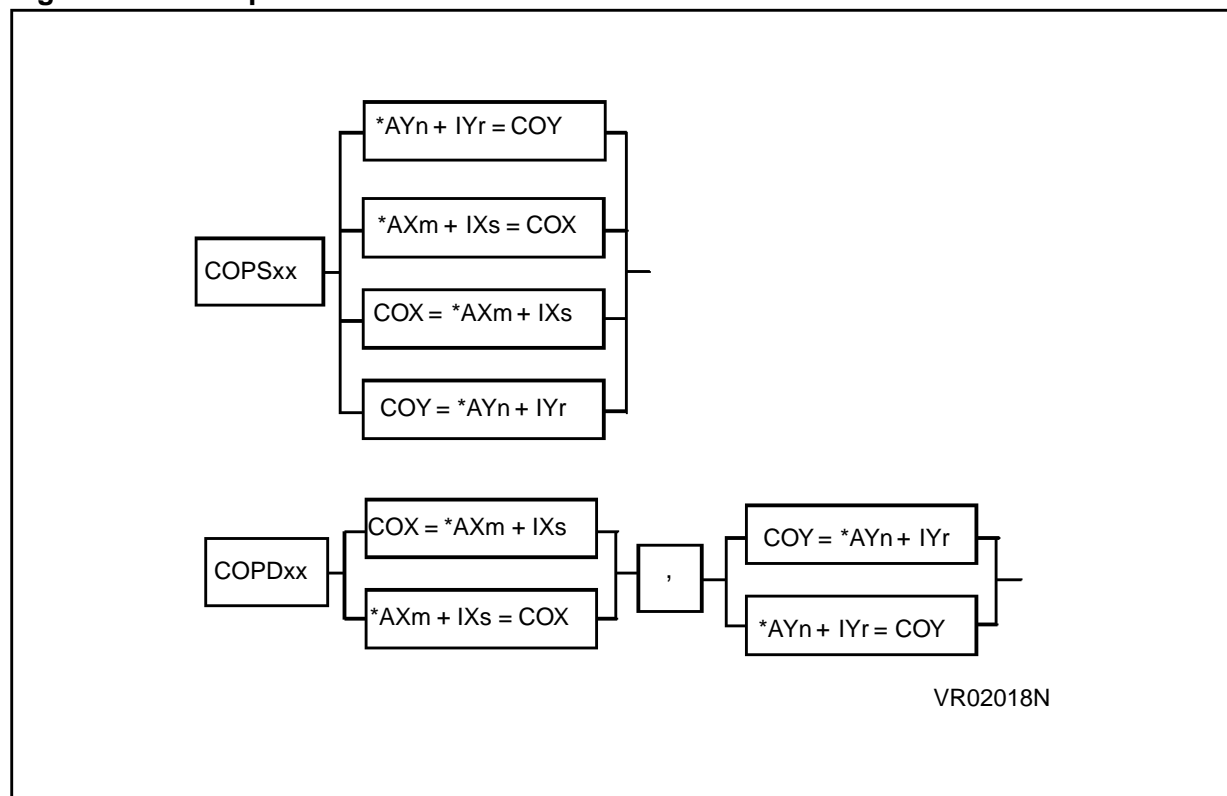 *AYn + IYr = COY
*AXm + IXs = COX
COPSxx
COX = *AXm + IXs
COY = *AYn + IYr
COX = *AXm + IXs
COY = *AYn + IYr
COPDxx
,
*AXm + IXs = COX
*AYn + IYr = COY
VR02018N